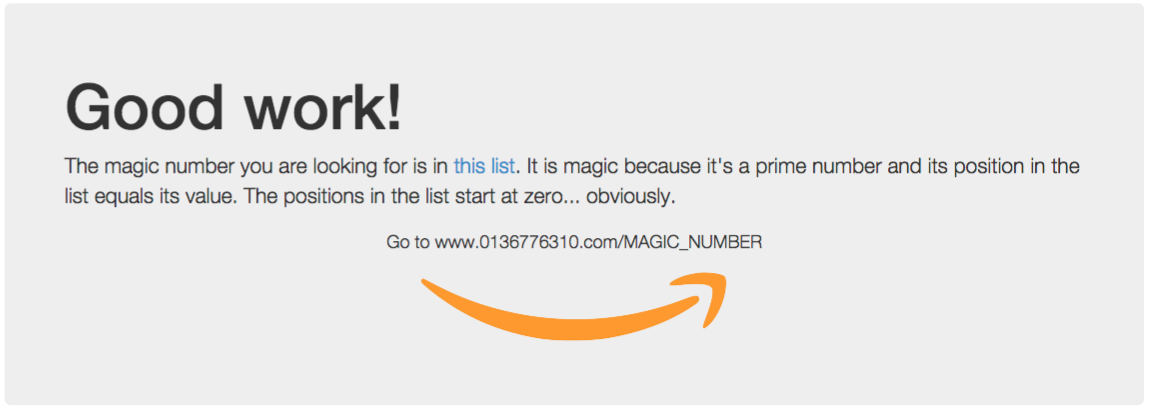 Good work!
The magic number you are looking for is in this list. It is magic because it's a prime number and its position in the
list equals its value. The positions in the list start at zero... obviously.
Go to www.0136776310.com/MAGIC_NUMBER